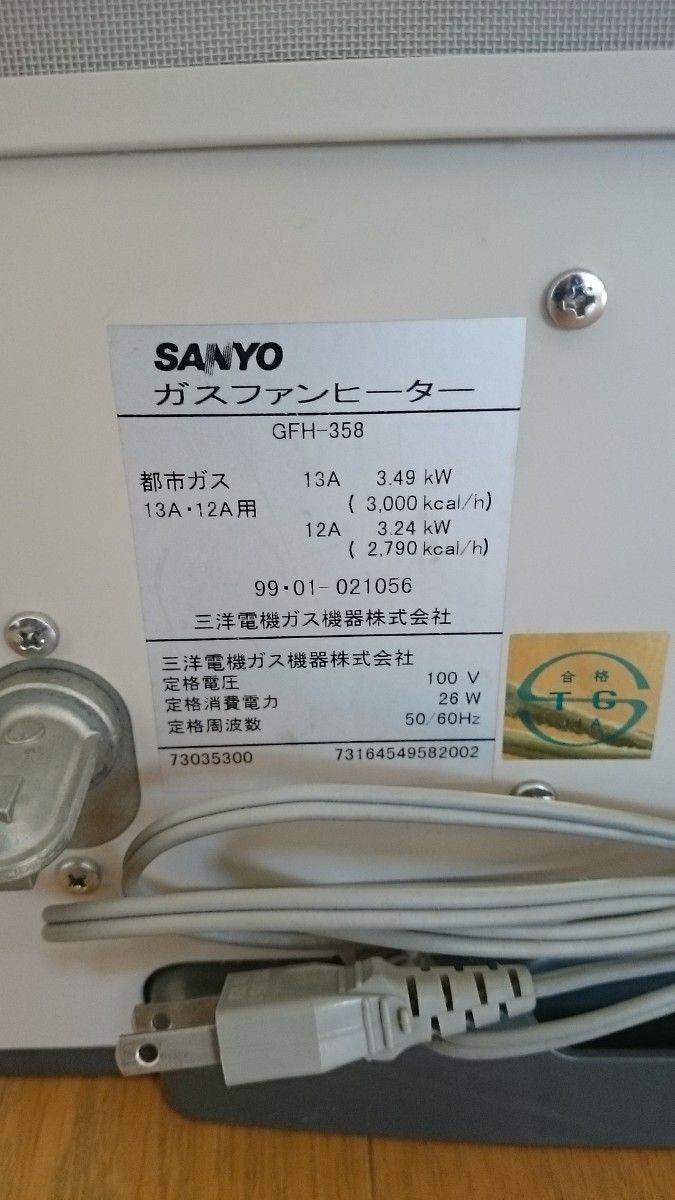 SANYO
ガスファンヒーター
GFH-358
都市ガス 13A 3.49 kW
13A・12A用 ( 3,000 kcal/h)
12A 3.24 kW
( 2,790 kcal/h)
99・01-021056
三洋電機ガス機器株式会社
三洋電機ガス機器株式会社
定格電圧 100 V
定格消費電力 26 W
定格周波数 50/60Hz
73035300 73164549582002
合格
TG
JIA